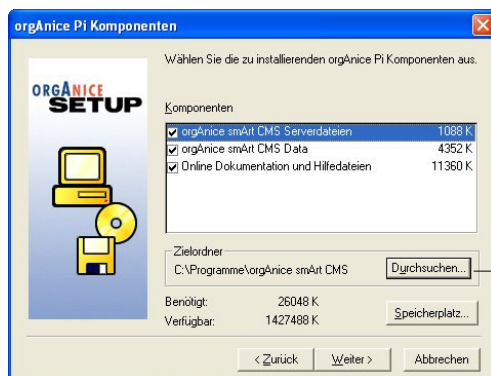 orgAnice Pi Komponenten
Wählen Sie die zu installierenden orgAnice Pi Komponenten aus.
ORGANICE
SETUP
Komponenten
orgAnice smArt CMS Serverdateien 1088 K
orgAnice smArt CMS Data 4352 K
Online Dokumentation und Hilfedateien 11360 K
Zielordner
C:\Programme\orgAnice smArt CMS
Durchsuchen...
Benötigt: 26048 K
Verfügbar: 1427488 K
Speicherplatz...
< Zurück
Weiter >
Abbrechen